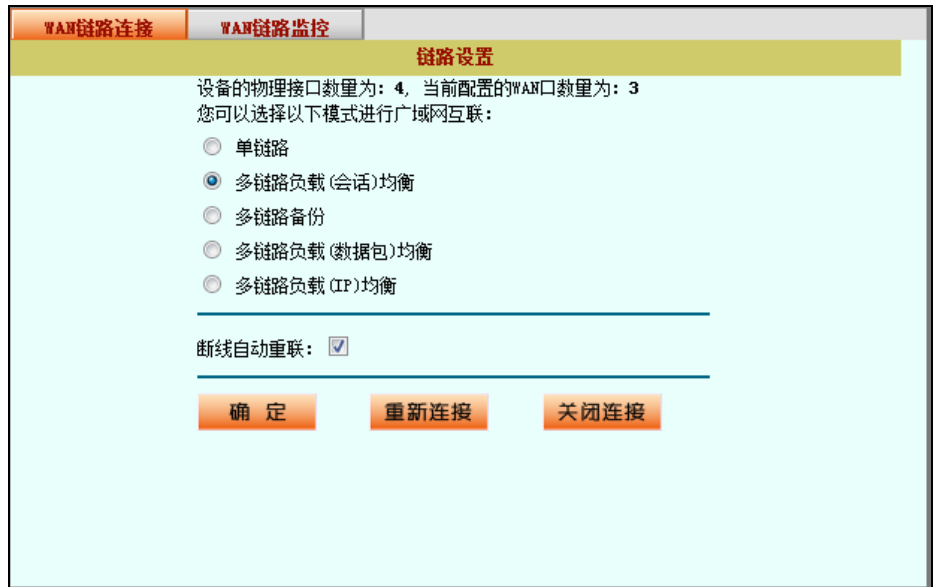 WAN链路连接 WAN链路监控
链路设置
设备的物理接口数量为: 4, 当前配置的WAN口数量为: 3
您可以选择以下模式进行广域网互联:
单链路
多链路负载(会话)均衡
多链路备份
多链路负载(数据包)均衡
多链路负载(IP)均衡
断线自动重联:
确 定 重新连接 关闭连接